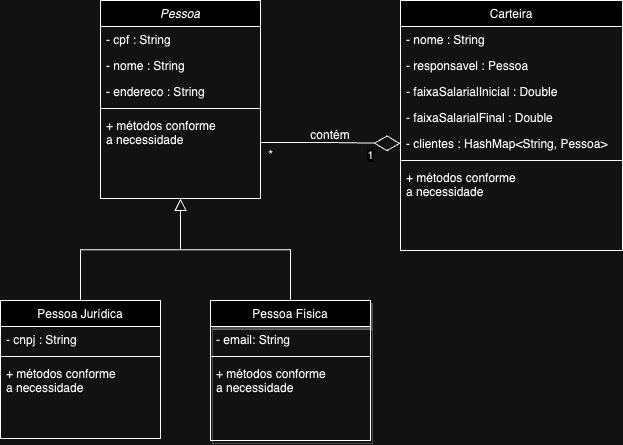 Pessoa
- cpf : String
- nome : String
- endereco : String
+ métodos conforme
a necessidade
contém
*
1
Carteira
- nome : String
- responsavel : Pessoa
- faixaSalarialInicial : Double
- faixaSalarialFinal : Double
- clientes : HashMap<String, Pessoa>
+ métodos conforme
a necessidade
Pessoa Jurídica
- cnpj : String
+ métodos conforme
a necessidade
Pessoa Física
- email: String
+ métodos conforme
a necessidade